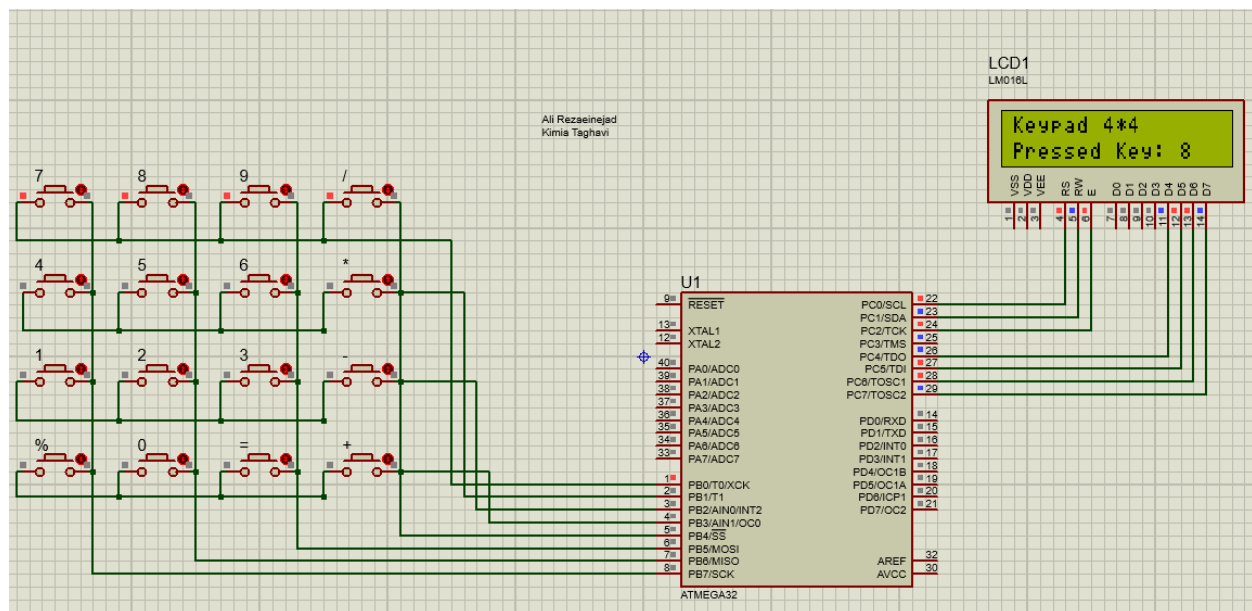 LCD1
LM016L
Keypad 4*4
Pressed Key: 8
VSS VDD VEE RS RW E D0 D1 D2 D3 D4 D5 D6 D7
1 2 3 4 5 6 7 8 9 10 11 12 13 14
Ali Rezaeinejad
Kimia Taghavi
7 8 9 /
4 5 6 *
1 2 3 -
% 0 = +
U1
9 RESET PC0/SCL 22
PC1/SDA 23
13 XTAL1 PC2/TCK 24
12 XTAL2 PC3/TMS 25
PC4/TDO 26
40 PA0/ADC0 PC5/TDI 27
39 PA1/ADC1 PC6/TOSC1 28
38 PA2/ADC2 PC7/TOSC2 29
37 PA3/ADC3
36 PA4/ADC4 PD0/RXD 14
35 PA5/ADC5 PD1/TXD 15
34 PA6/ADC6 PD2/INT0 16
33 PA7/ADC7 PD3/INT1 17
PD4/OC1B 18
1 PB0/T0/XCK PD5/OC1A 19
2 PB1/T1 PD6/ICP1 20
3 PB2/AIN0/INT2 PD7/OC2 21
4 PB3/AIN1/OC0
5 PB4/SS
6 PB5/MOSI
7 PB6/MISO AREF 32
8 PB7/SCK AVCC 30
ATMEGA32